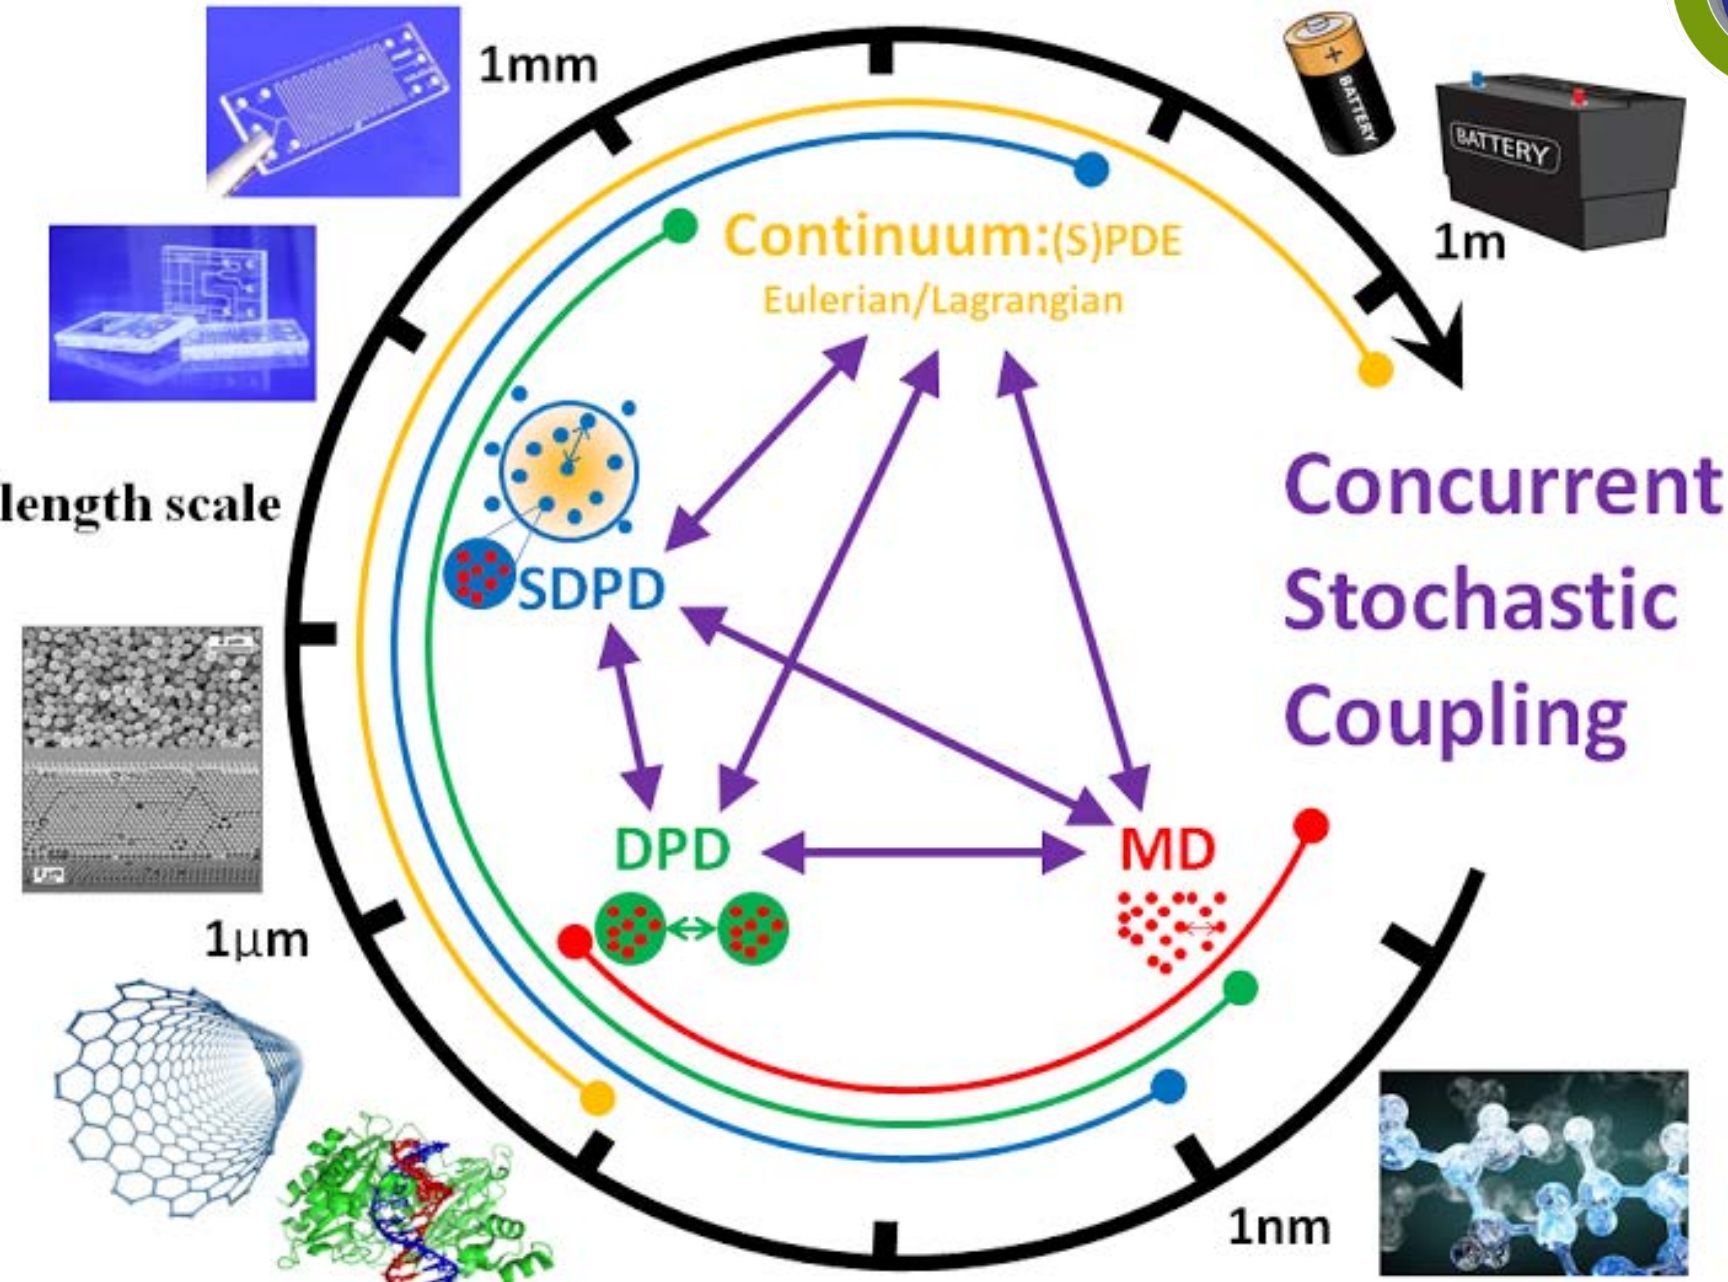 1mm
BATTERY
BATTERY
1m
Continuum:(S)PDE
Eulerian/Lagrangian
length scale
Concurrent
Stochastic
Coupling
SDPD
DPD
MD
1μm
1nm